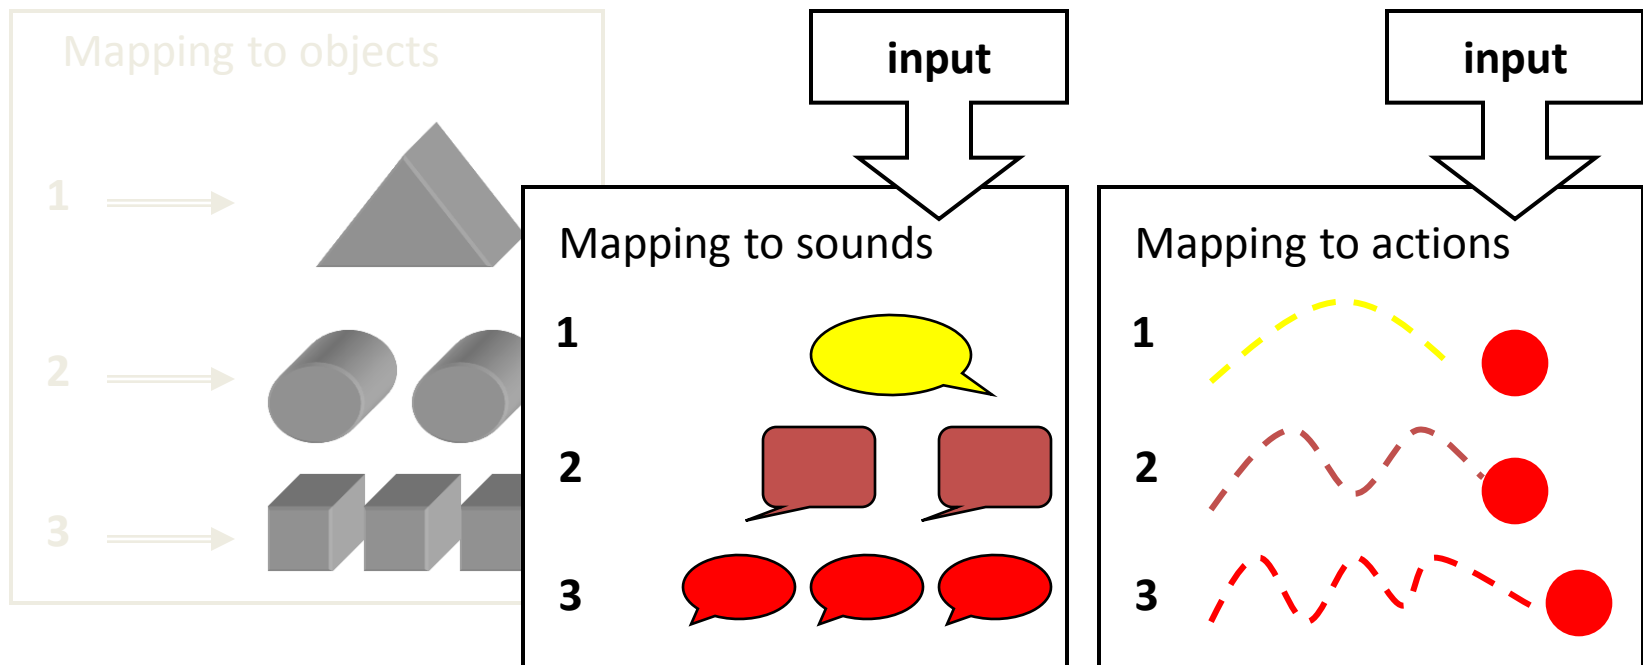 Mapping to objects
1
2
3
input
Mapping to sounds
1
2
3
input
Mapping to actions
1
2
3